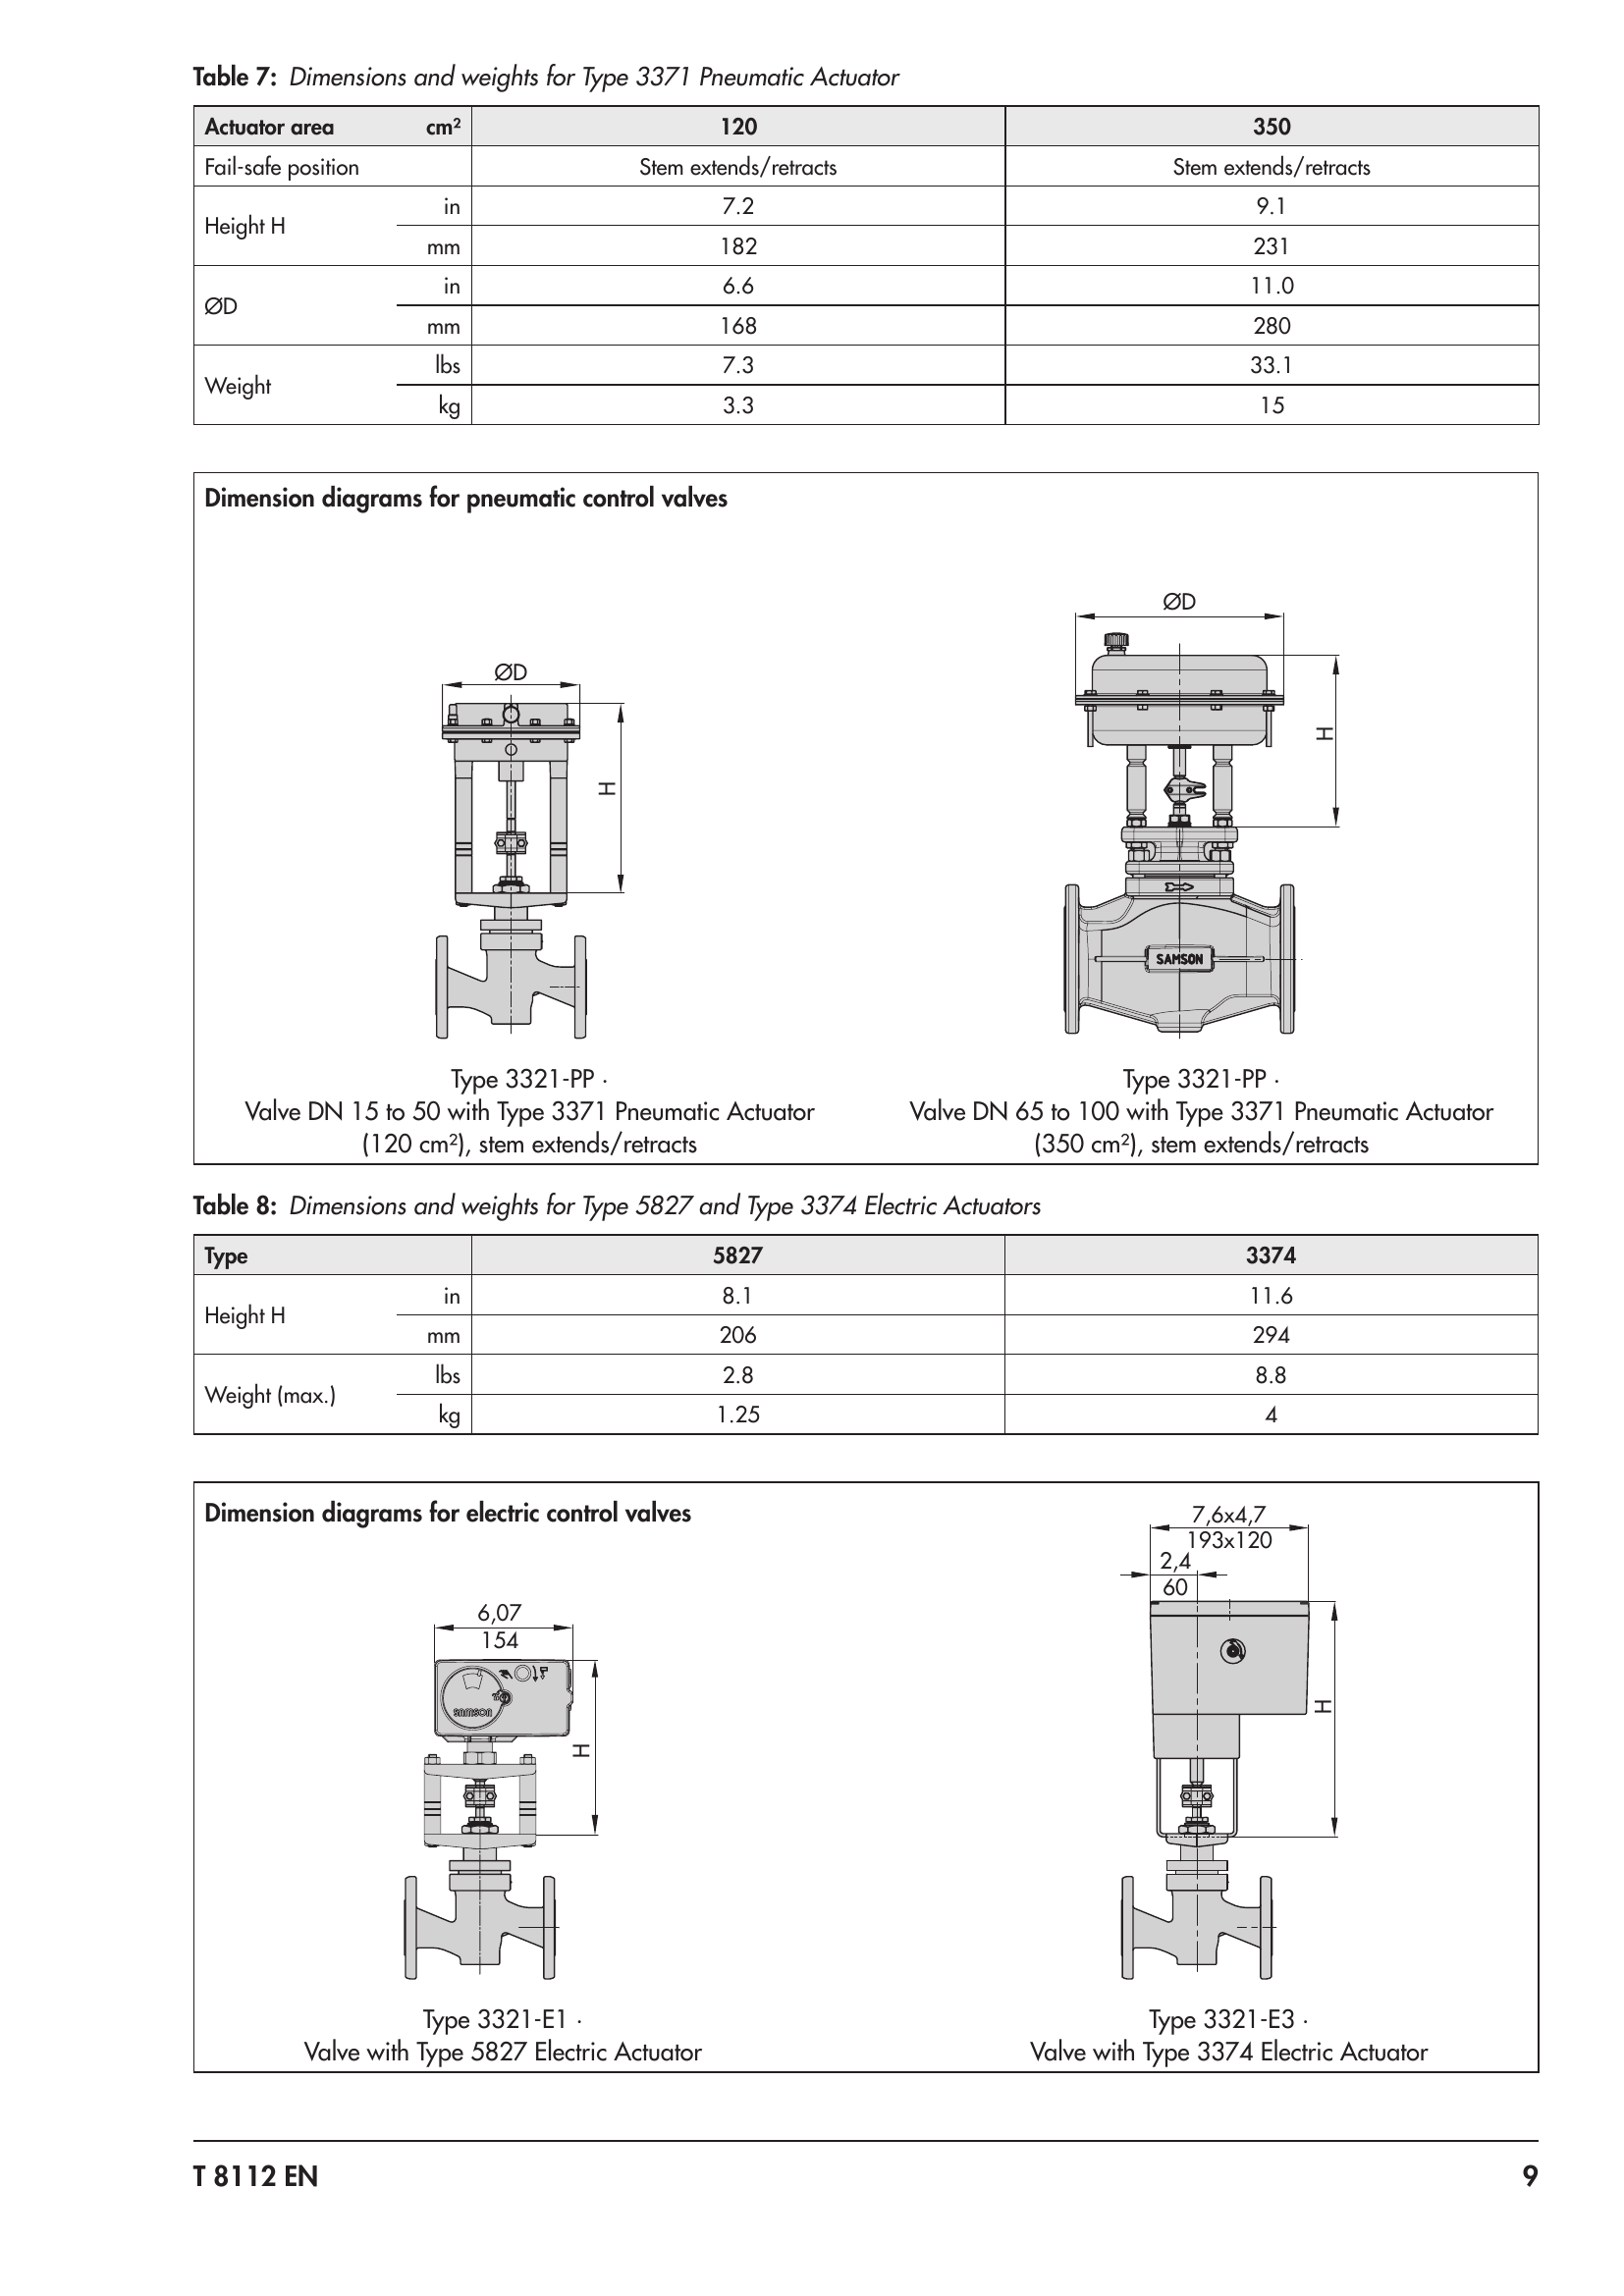 Table 7: Dimensions and weights for Type 3371 Pneumatic Actuator
Actuator area cm² 120 350
Fail-safe position Stem extends/retracts Stem extends/retracts
Height H in 7.2 9.1
mm 182 231
ØD in 6.6 11.0
mm 168 280
Weight lbs 7.3 33.1
kg 3.3 15
Dimension diagrams for pneumatic control valves
ØD
H
ØD
H
SAMSON
Type 3321-PP ·
Valve DN 15 to 50 with Type 3371 Pneumatic Actuator
(120 cm²), stem extends/retracts
Type 3321-PP ·
Valve DN 65 to 100 with Type 3371 Pneumatic Actuator
(350 cm²), stem extends/retracts
Table 8: Dimensions and weights for Type 5827 and Type 3374 Electric Actuators
Type 5827 3374
Height H in 8.1 11.6
mm 206 294
Weight (max.) lbs 2.8 8.8
kg 1.25 4
Dimension diagrams for electric control valves
6,07
154
SAMSON
H
7,6x4,7
193x120
2,4
60
H
Type 3321-E1 ·
Valve with Type 5827 Electric Actuator
Type 3321-E3 ·
Valve with Type 3374 Electric Actuator
T 8112 EN 9